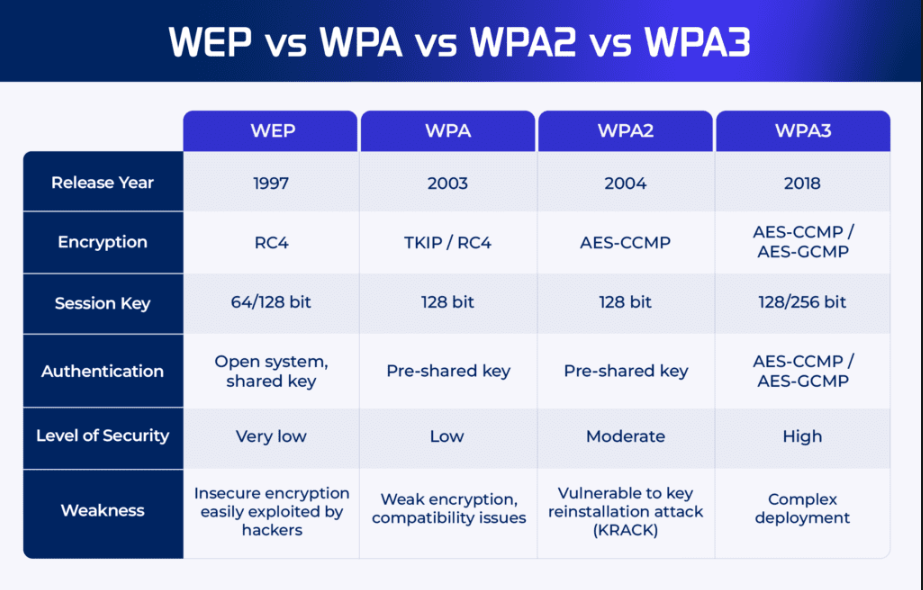 WEP vs WPA vs WPA2 vs WPA3
WEP WPA WPA2 WPA3
Release Year 1997 2003 2004 2018
Encryption RC4 TKIP / RC4 AES-CCMP AES-CCMP /
AES-GCMP
Session Key 64/128 bit 128 bit 128 bit 128/256 bit
Authentication Open system,
shared key Pre-shared key Pre-shared key AES-CCMP /
AES-GCMP
Level of Security Very low Low Moderate High
Weakness Insecure encryption
easily exploited by
hackers Weak encryption,
compatibility issues Vulnerable to key
reinstallation attack
(KRACK) Complex
deployment